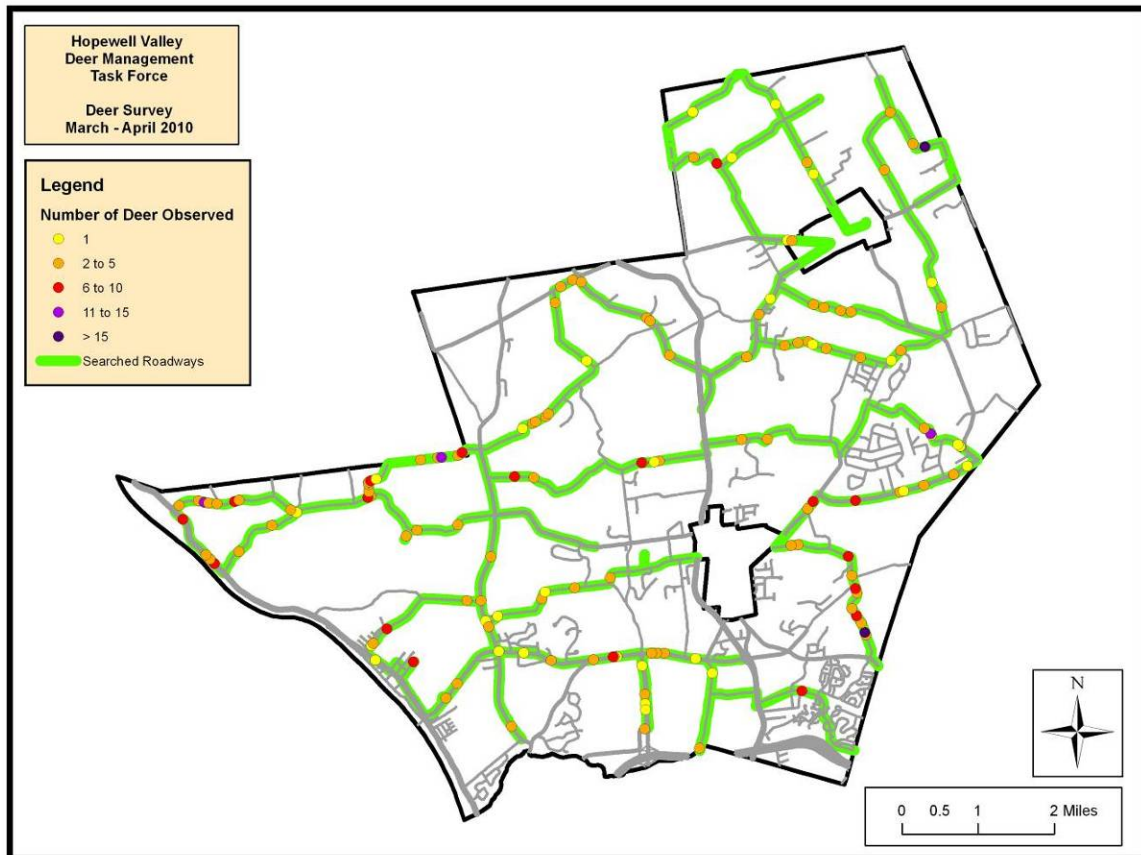 Hopewell Valley
Deer Management
Task Force
Deer Survey
March - April 2010
Legend
Number of Deer Observed
1
2 to 5
6 to 10
11 to 15
> 15
Searched Roadways
N
0 0.5 1 2 Miles